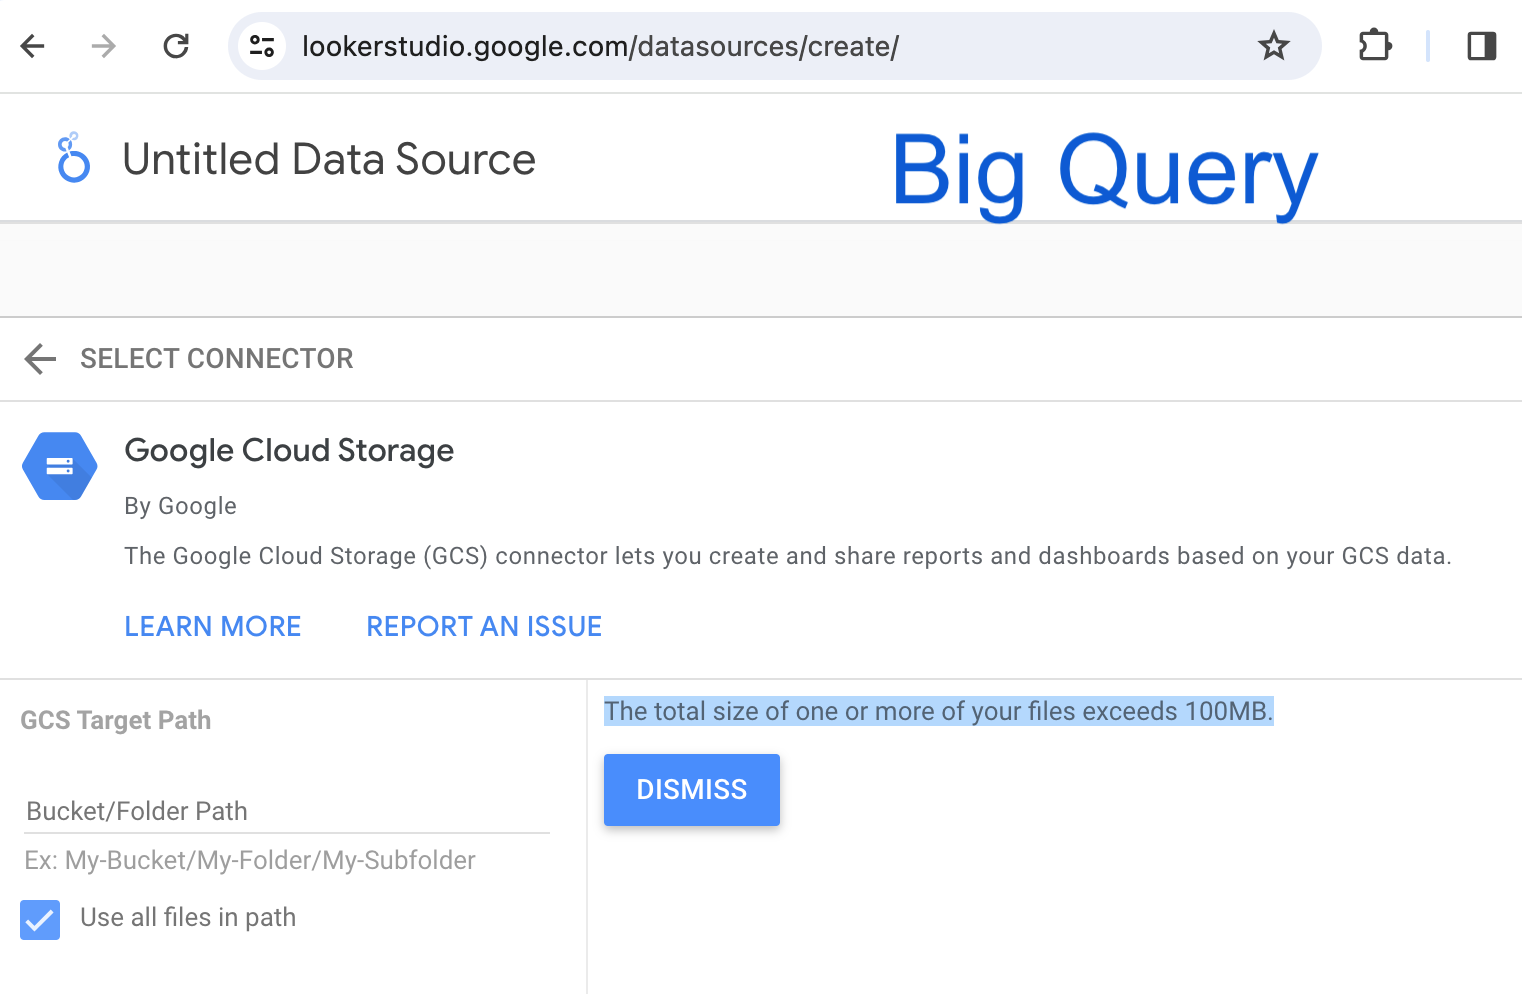 lookerstudio.google.com/datasources/create/
Untitled Data Source
Big Query
SELECT CONNECTOR
Google Cloud Storage
By Google
The Google Cloud Storage (GCS) connector lets you create and share reports and dashboards based on your GCS data.
LEARN MORE REPORT AN ISSUE
GCS Target Path
Bucket/Folder Path
Ex: My-Bucket/My-Folder/My-Subfolder
Use all files in path
The total size of one or more of your files exceeds 100MB.
DISMISS